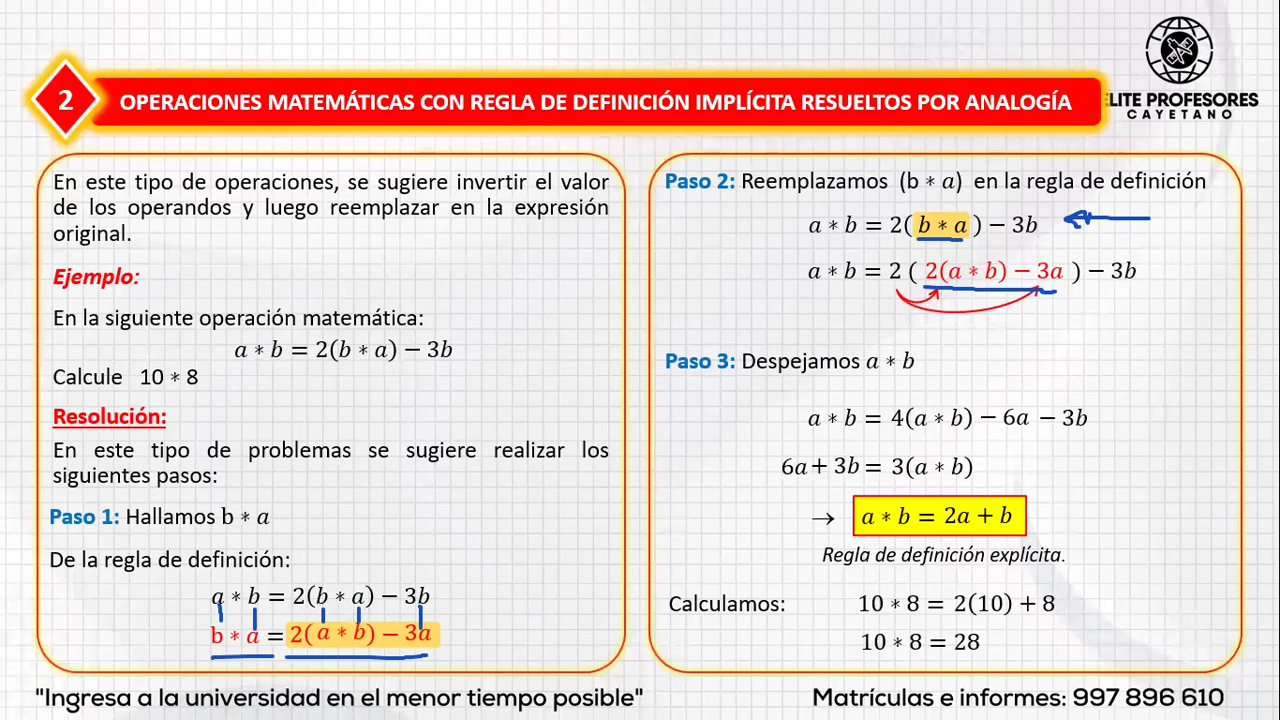 2
OPERACIONES MATEMÁTICAS CON REGLA DE DEFINICIÓN IMPLÍCITA RESUELTOS POR ANALOGÍA
ELITE PROFESORES
CAYETANO
En este tipo de operaciones, se sugiere invertir el valor
de los operandos y luego reemplazar en la expresión
original.
Ejemplo:
En la siguiente operación matemática:
a ∗ b = 2(b ∗ a) − 3b
Calcule 10 ∗ 8
Resolución:
En este tipo de problemas se sugiere realizar los
siguientes pasos:
Paso 1: Hallamos b ∗ a
De la regla de definición:
a ∗ b = 2(b ∗ a) − 3b
b ∗ a = 2( a ∗ b) − 3a
Paso 2: Reemplazamos (b ∗ a) en la regla de definición
a ∗ b = 2( b ∗ a ) − 3b
a ∗ b = 2 ( 2(a ∗ b) − 3a ) − 3b
Paso 3: Despejamos a ∗ b
a ∗ b = 4(a ∗ b) − 6a − 3b
6a + 3b = 3(a ∗ b)
→ a ∗ b = 2a + b
Regla de definición explícita.
Calculamos: 10 ∗ 8 = 2(10) + 8
10 ∗ 8 = 28
"Ingresa a la universidad en el menor tiempo posible"
Matrículas e informes: 997 896 610